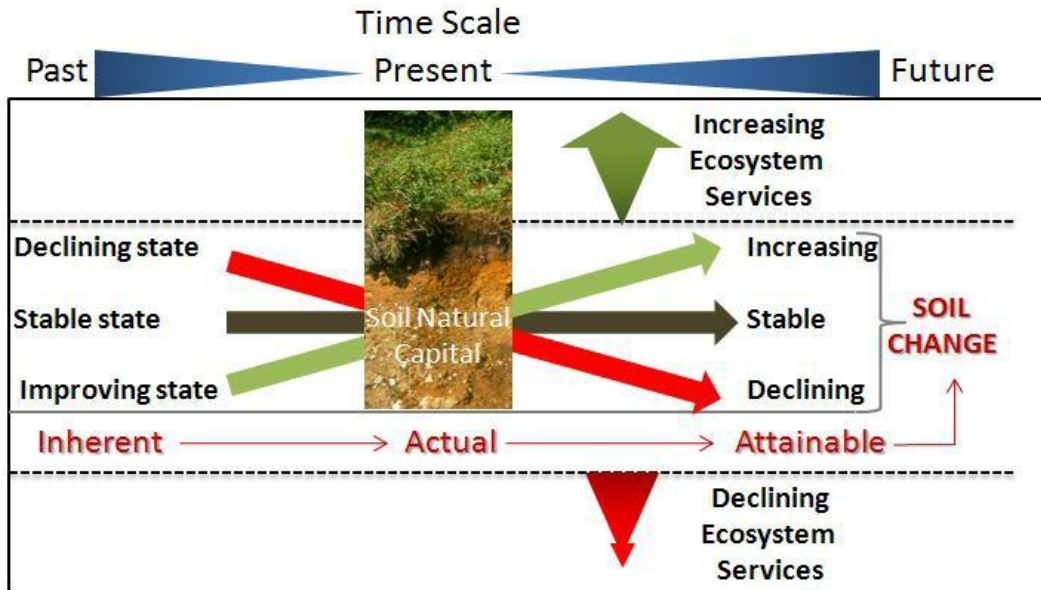 Time Scale
Past Present Future
Increasing
Ecosystem
Services
Declining state
Increasing
Stable state
Soil Natural
Capital
Stable
SOIL
CHANGE
Improving state
Declining
Inherent Actual Attainable
Declining
Ecosystem
Services